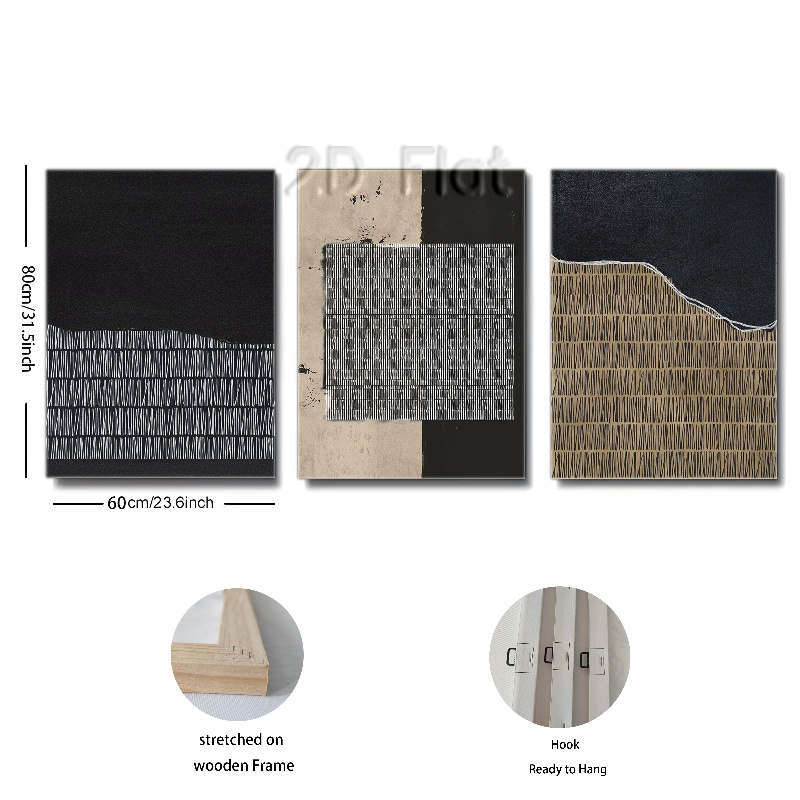 2D Flat
80cm/31.5inch
60cm/23.6inch
stretched on
wooden Frame
Hook
Ready to Hang